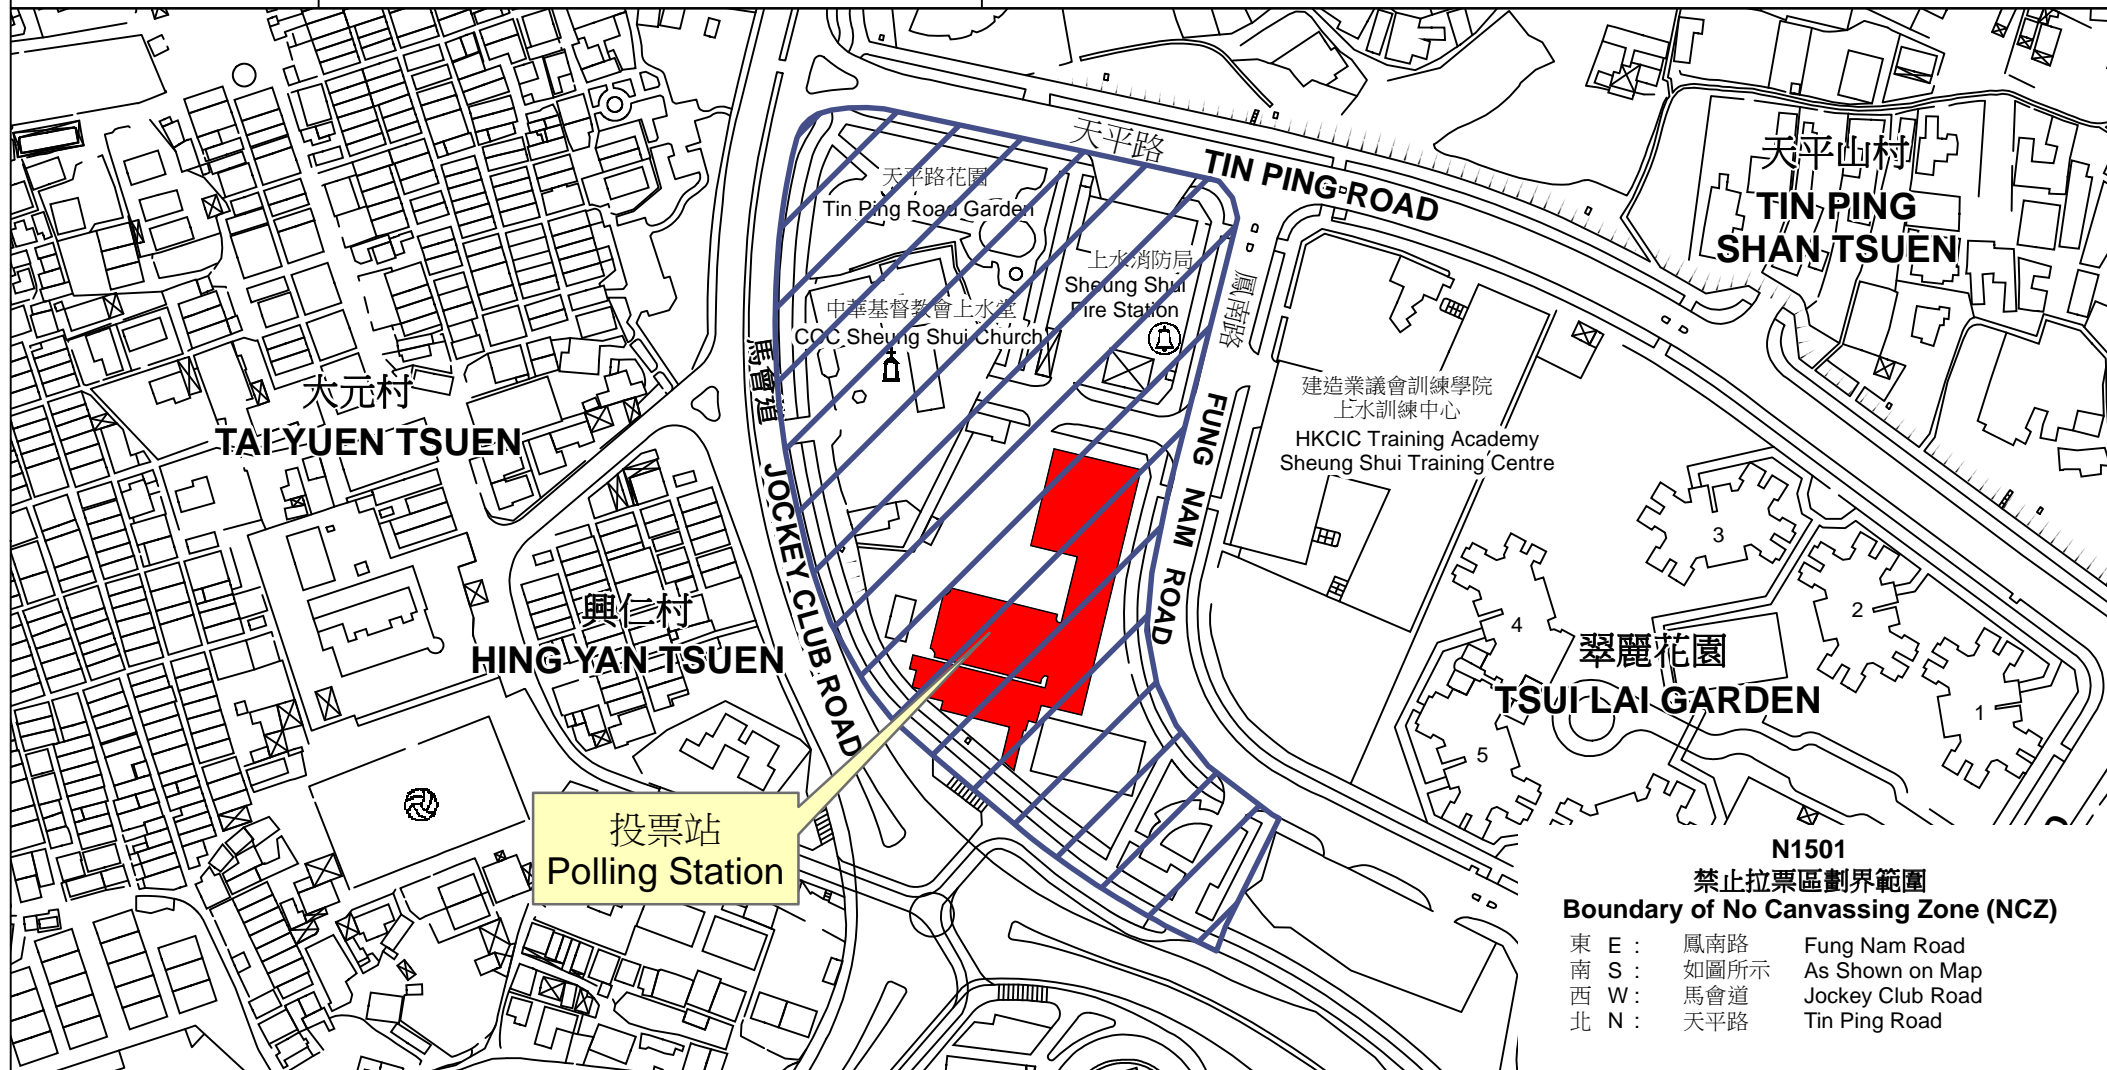 天平路
TIN PING ROAD
天平山村
TIN PING
SHAN TSUEN
天平路花園
Tin Ping Road Garden
上水消防局
Sheung Shui
Fire Station
鳳南路
中華基督教會上水堂
CCC Sheung Shui Church
馬會道
大元村
TAI YUEN TSUEN
建造業議會訓練學院
上水訓練中心
HKCIC Training Academy
Sheung Shui Training Centre
FUNG NAM ROAD
JOCKEY CLUB ROAD
3
2
4
1
5
興仁村
HING YAN TSUEN
翠麗花園
TSUI LAI GARDEN
投票站
Polling Station
N1501
禁止拉票區劃界範圍
Boundary of No Canvassing Zone (NCZ)
東 E : 鳳南路 Fung Nam Road
南 S : 如圖所示 As Shown on Map
西 W : 馬會道 Jockey Club Road
北 N : 天平路 Tin Ping Road